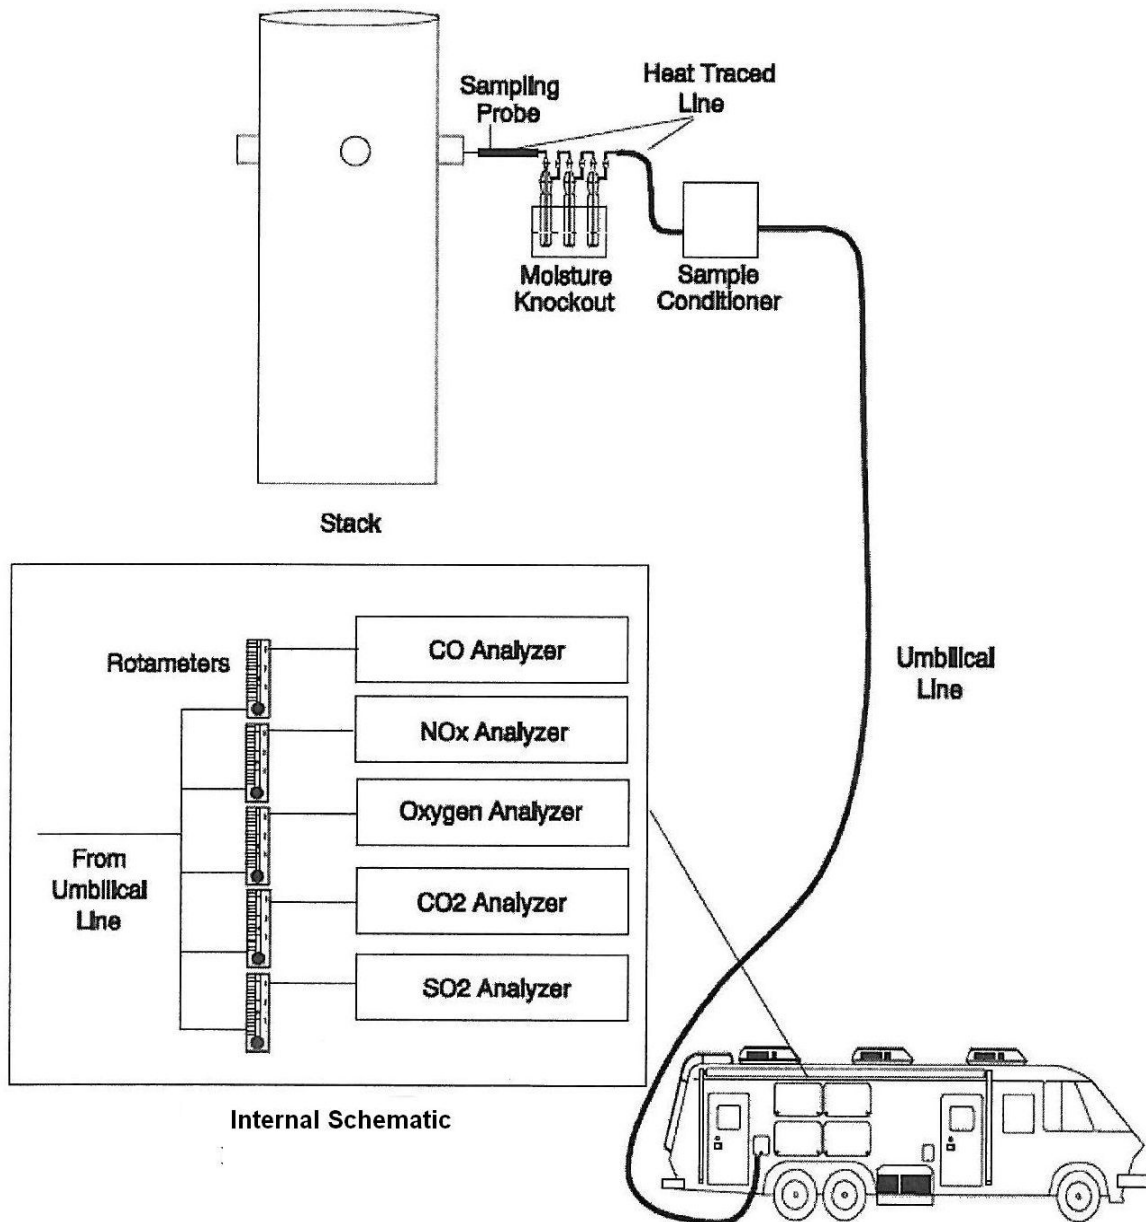 Sampling
Probe
Heat Traced
Line
Moisture
Knockout
Sample
Conditioner
Stack
Umbilical
Line
Rotameters
CO Analyzer
NOx Analyzer
Oxygen Analyzer
CO2 Analyzer
SO2 Analyzer
From
Umbilical
Line
Internal Schematic